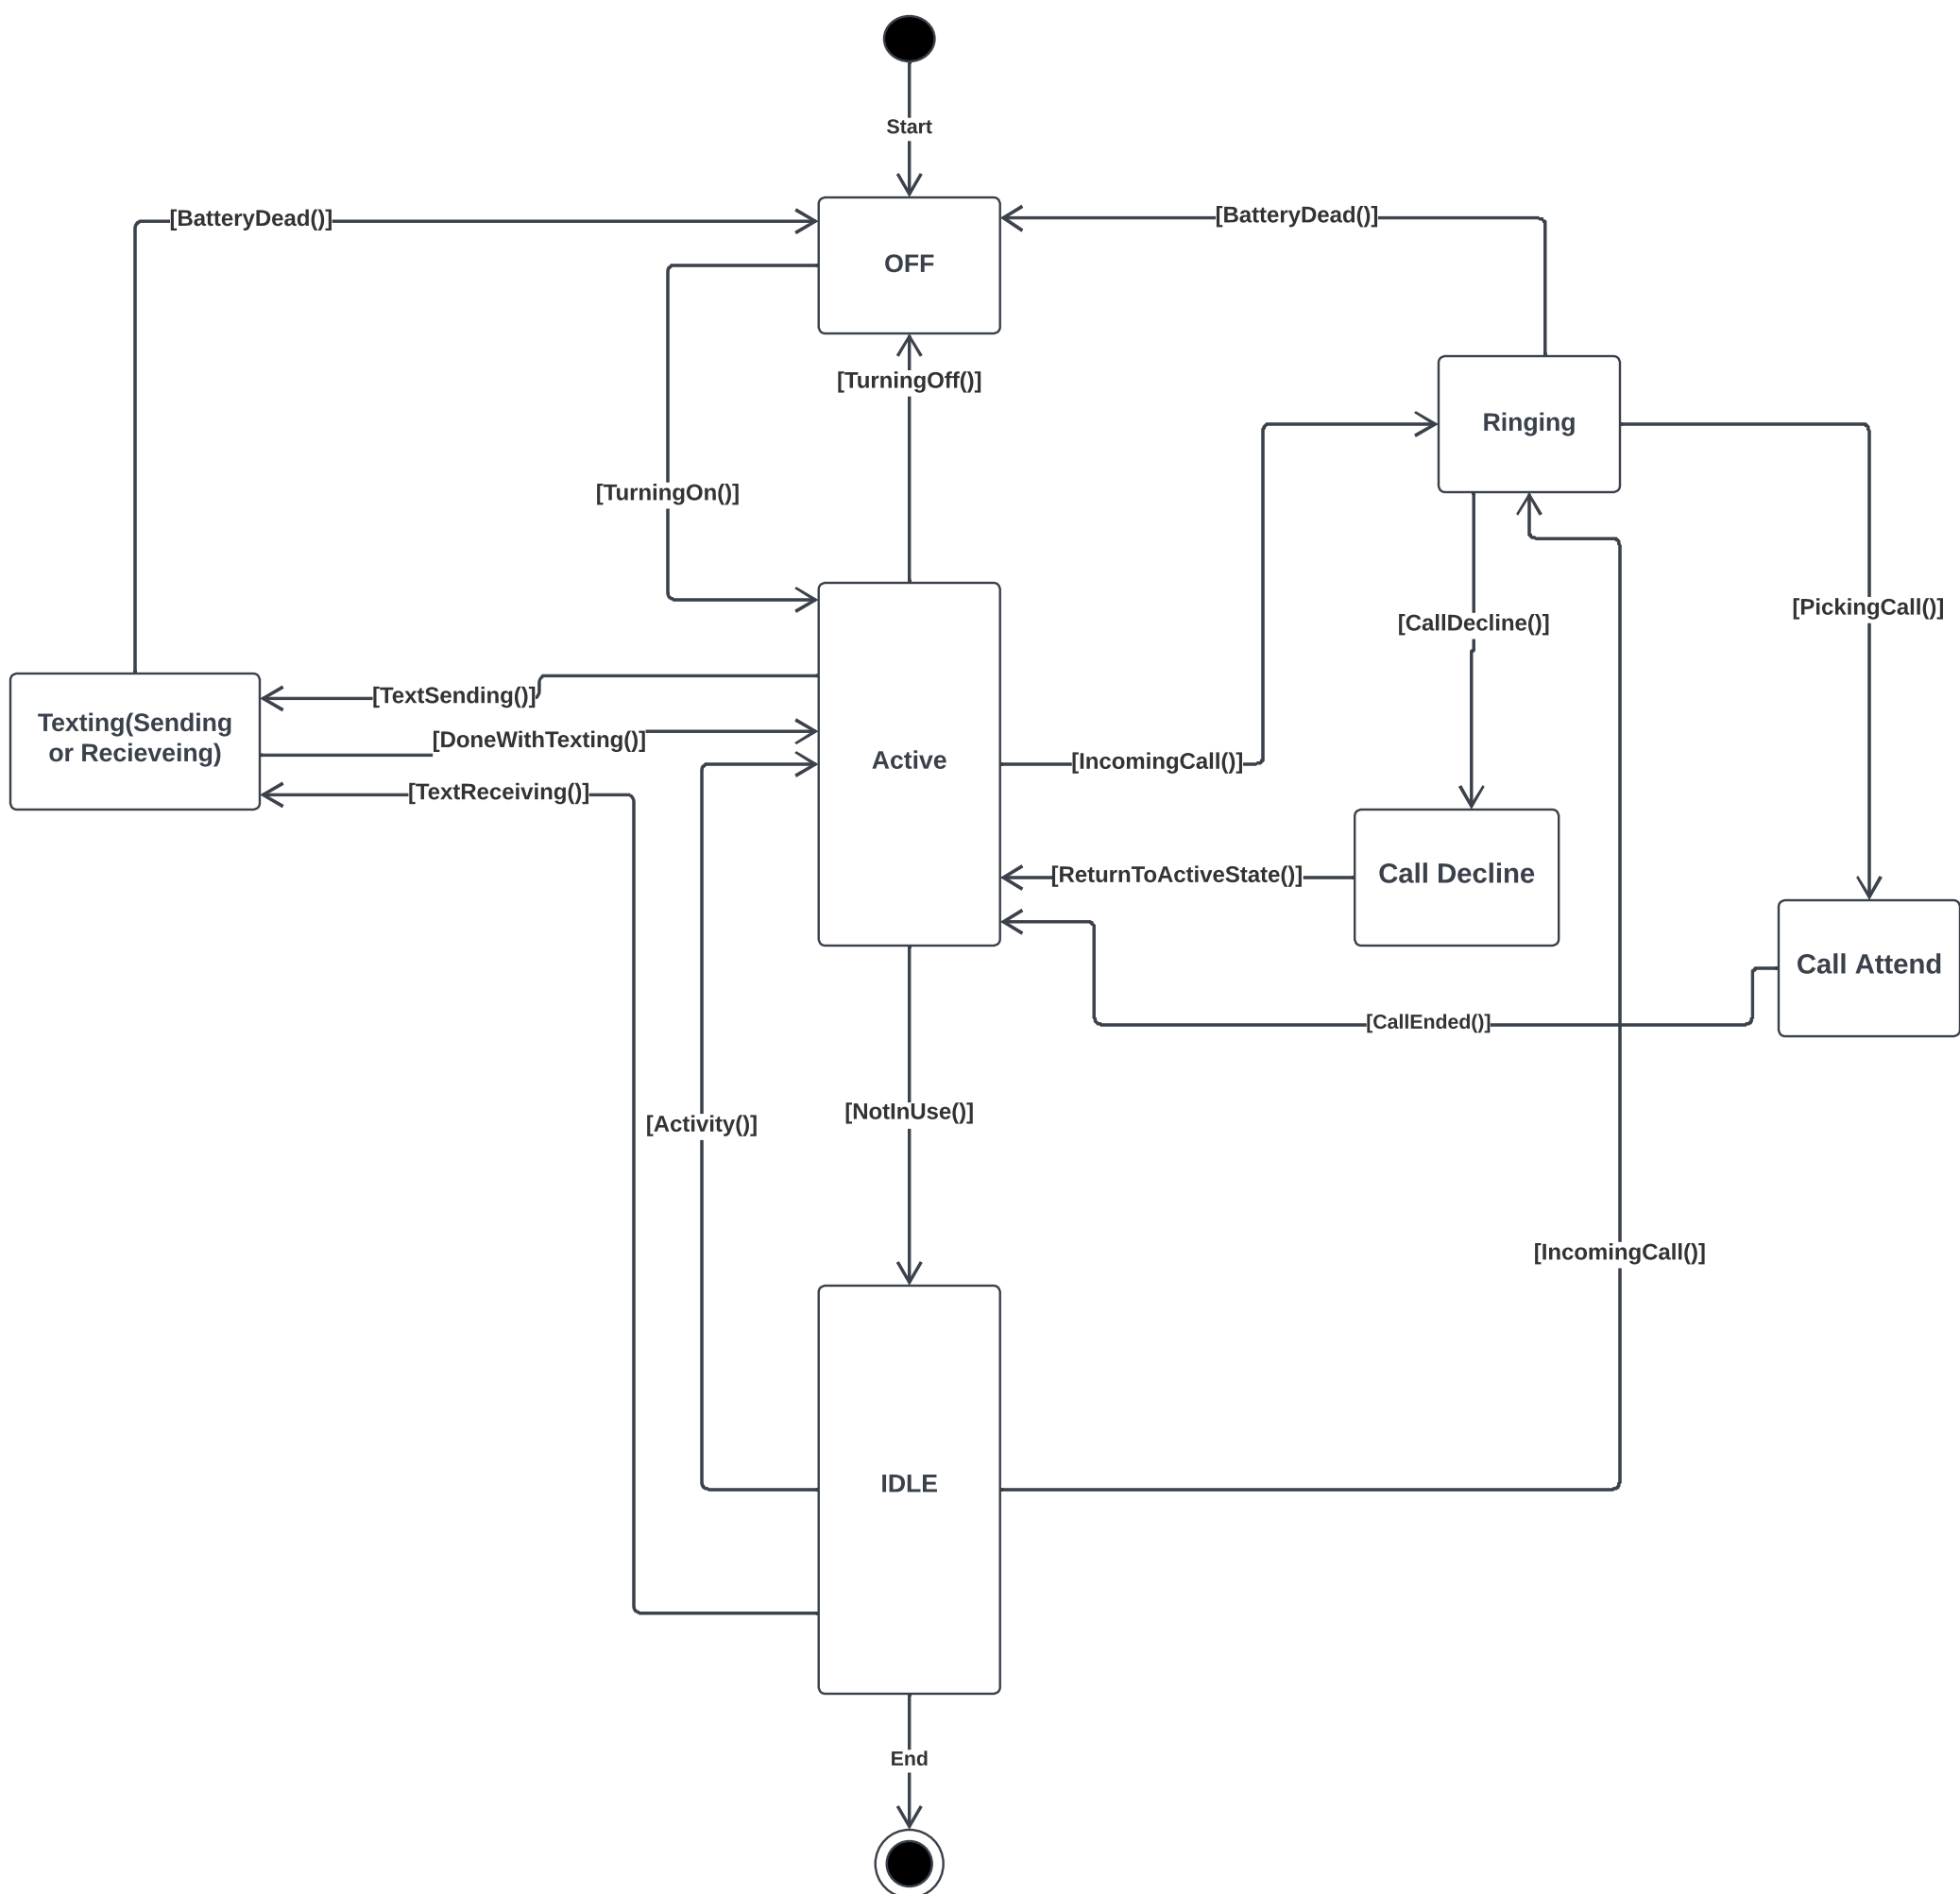 Start
[BatteryDead()]
[BatteryDead()]
OFF
[TurningOff()]
Ringing
[TurningOn()]
[PickingCall()]
[CallDecline()]
[TextSending()]
Texting(Sending
or Recieveing)
[DoneWithTexting()]
Active
[IncomingCall()]
[TextReceiving()]
[ReturnToActiveState()]
Call Decline
Call Attend
[CallEnded()]
[NotInUse()]
[Activity()]
[IncomingCall()]
IDLE
End